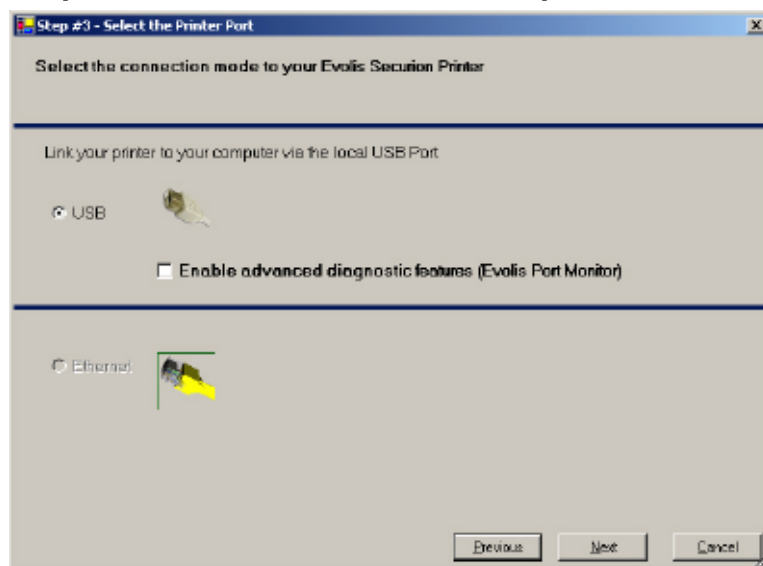 Step #3 - Select the Printer Port
Select the connection mode to your Evolis Securion Printer
Link your printer to your computer via the local USB Port
USB
Enable advanced diagnostic features (Evolis Port Monitor)
Ethernet
Previous Next Cancel